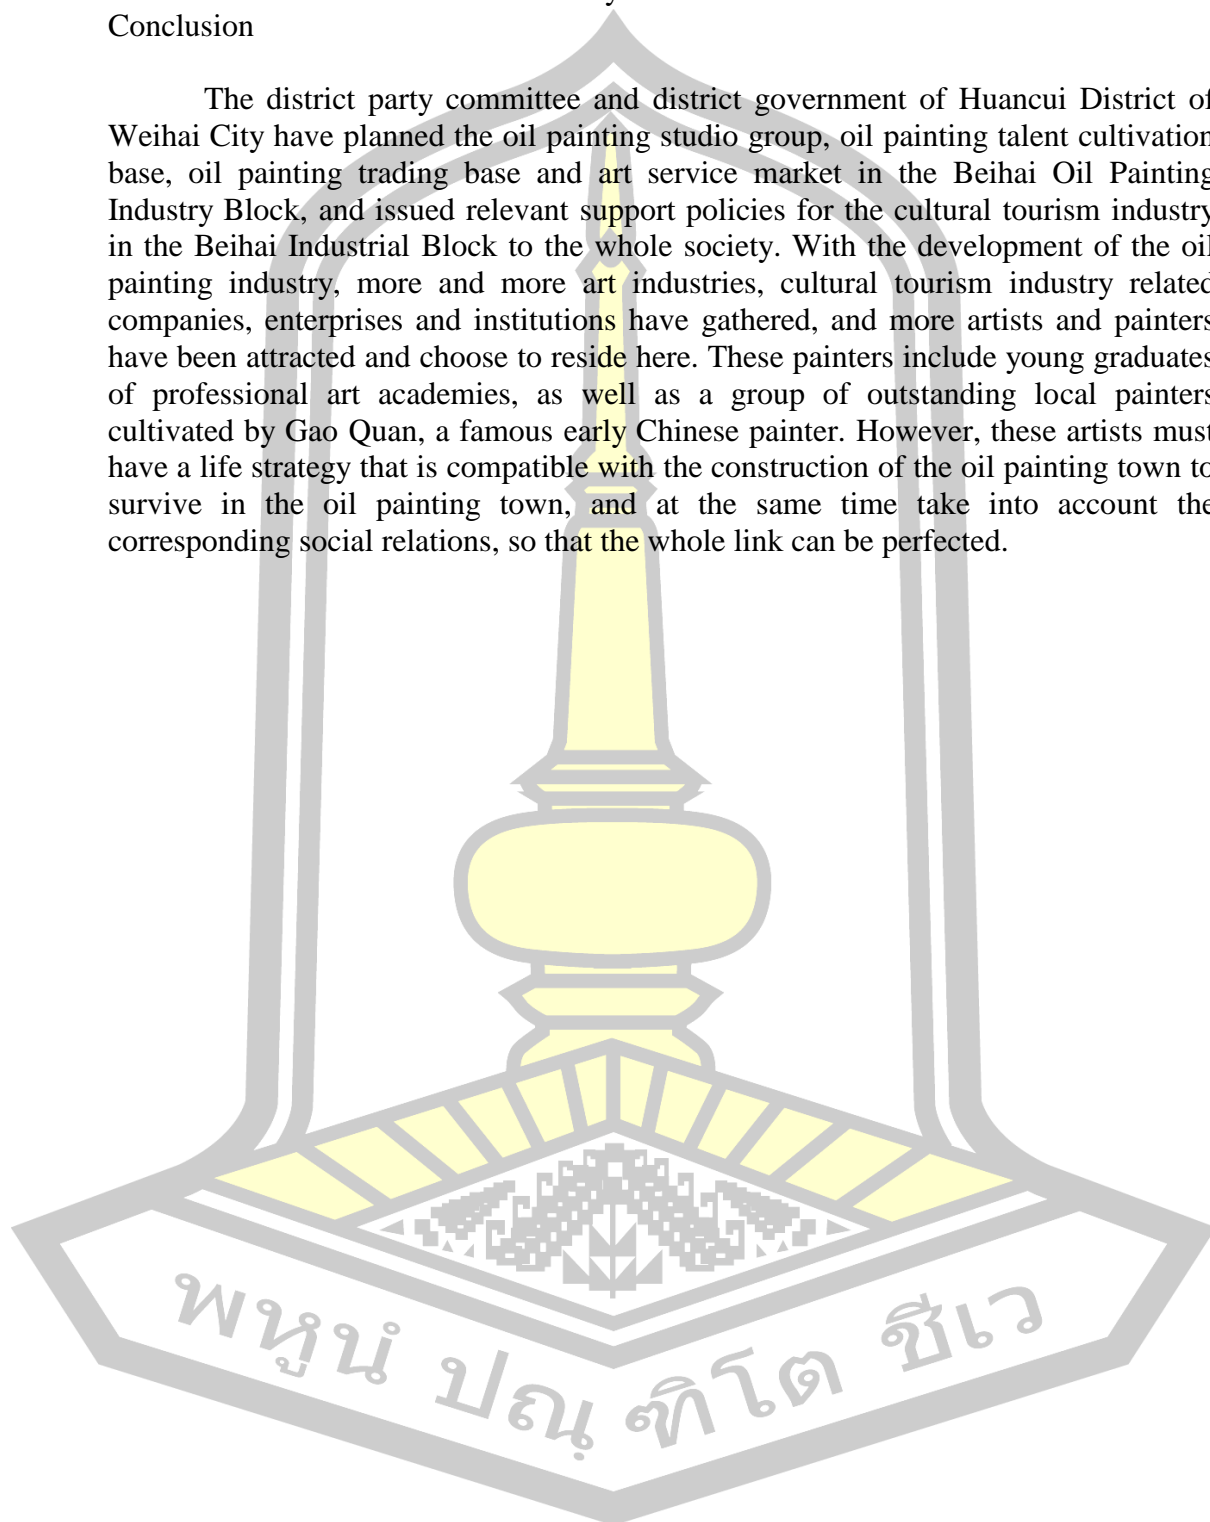 Conclusion
The district party committee and district government of Huancui District of
Weihai City have planned the oil painting studio group, oil painting talent cultivation
base, oil painting trading base and art service market in the Beihai Oil Painting
Industry Block, and issued relevant support policies for the cultural tourism industry
in the Beihai Industrial Block to the whole society. With the development of the oil
painting industry, more and more art industries, cultural tourism industry related
companies, enterprises and institutions have gathered, and more artists and painters
have been attracted and choose to reside here. These painters include young graduates
of professional art academies, as well as a group of outstanding local painters
cultivated by Gao Quan, a famous early Chinese painter. However, these artists must
have a life strategy that is compatible with the construction of the oil painting town to
survive in the oil painting town, and at the same time take into account the
corresponding social relations, so that the whole link can be perfected.
พหูนํ ปณฺฑิโต ชีเว